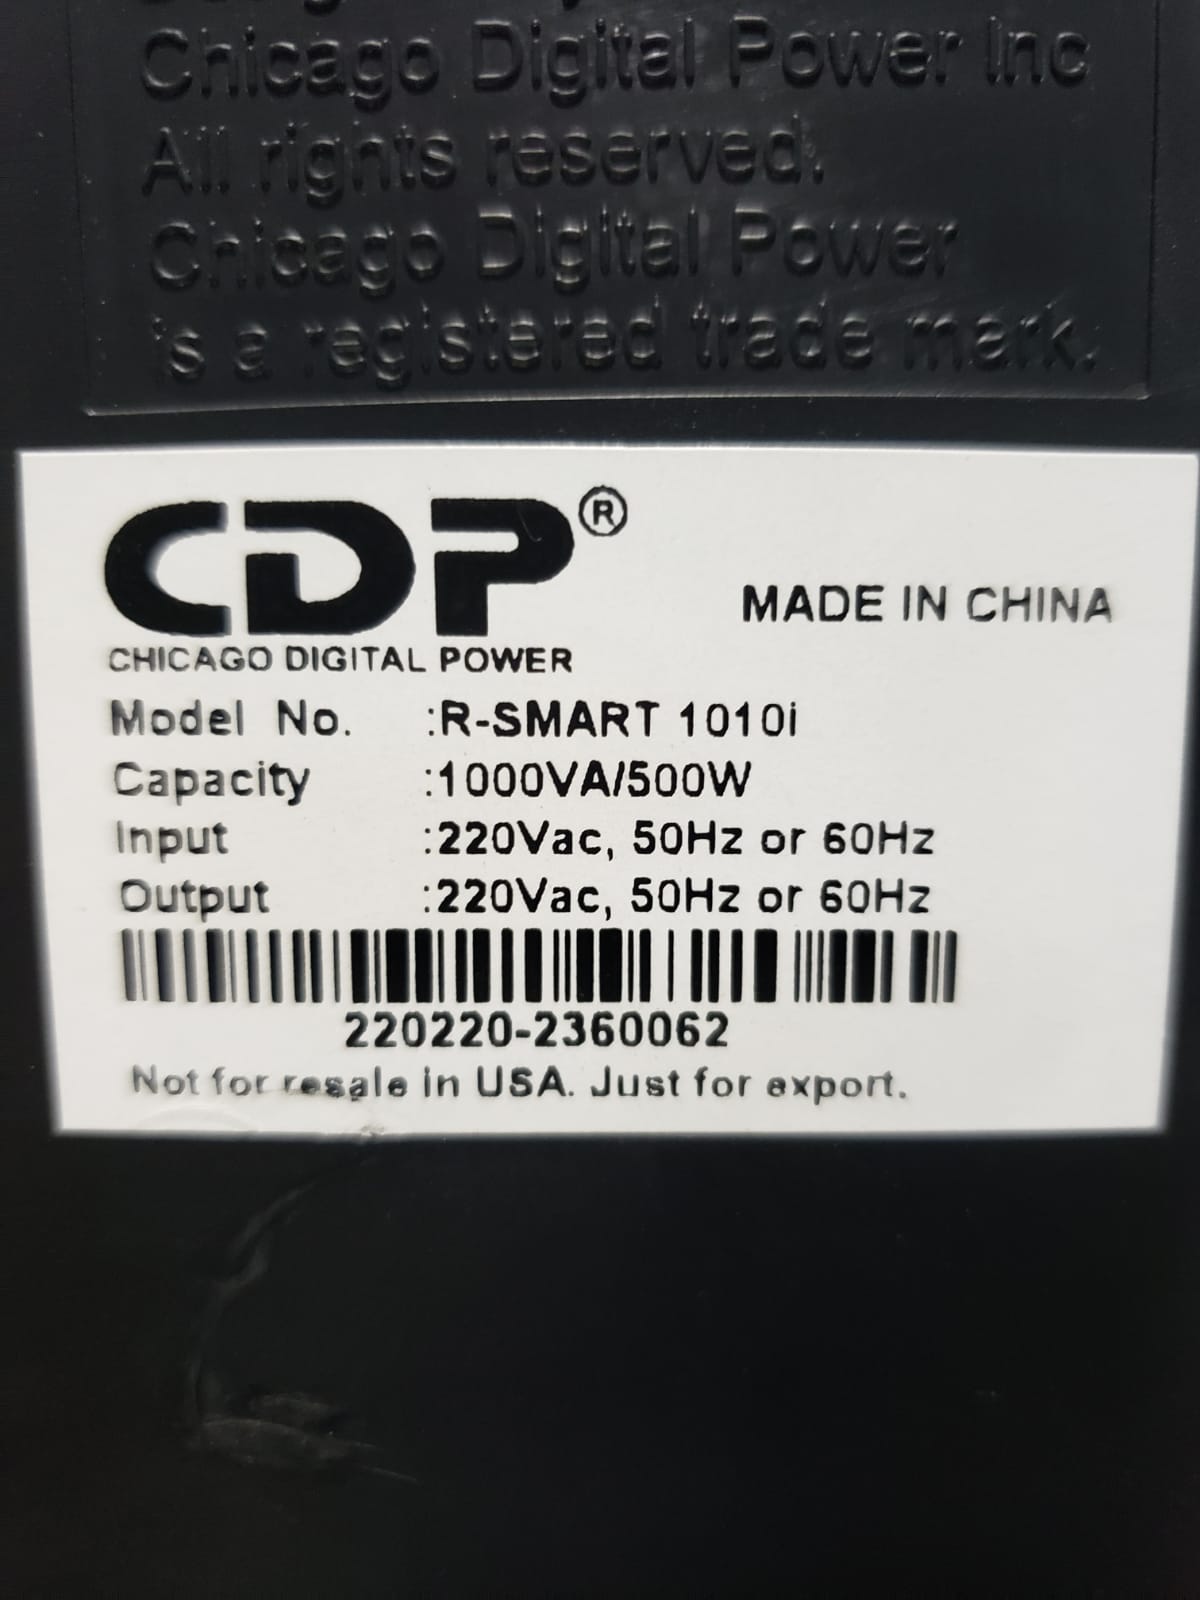 Chicago Digital Power Inc
All rights reserved.
Chicago Digital Power
is a registered trade mark.
CDP®
CHICAGO DIGITAL POWER
MADE IN CHINA
Model No. :R-SMART 1010i
Capacity :1000VA/500W
Input :220Vac, 50Hz or 60Hz
Output :220Vac, 50Hz or 60Hz
220220-2360062
Not for resale in USA. Just for export.